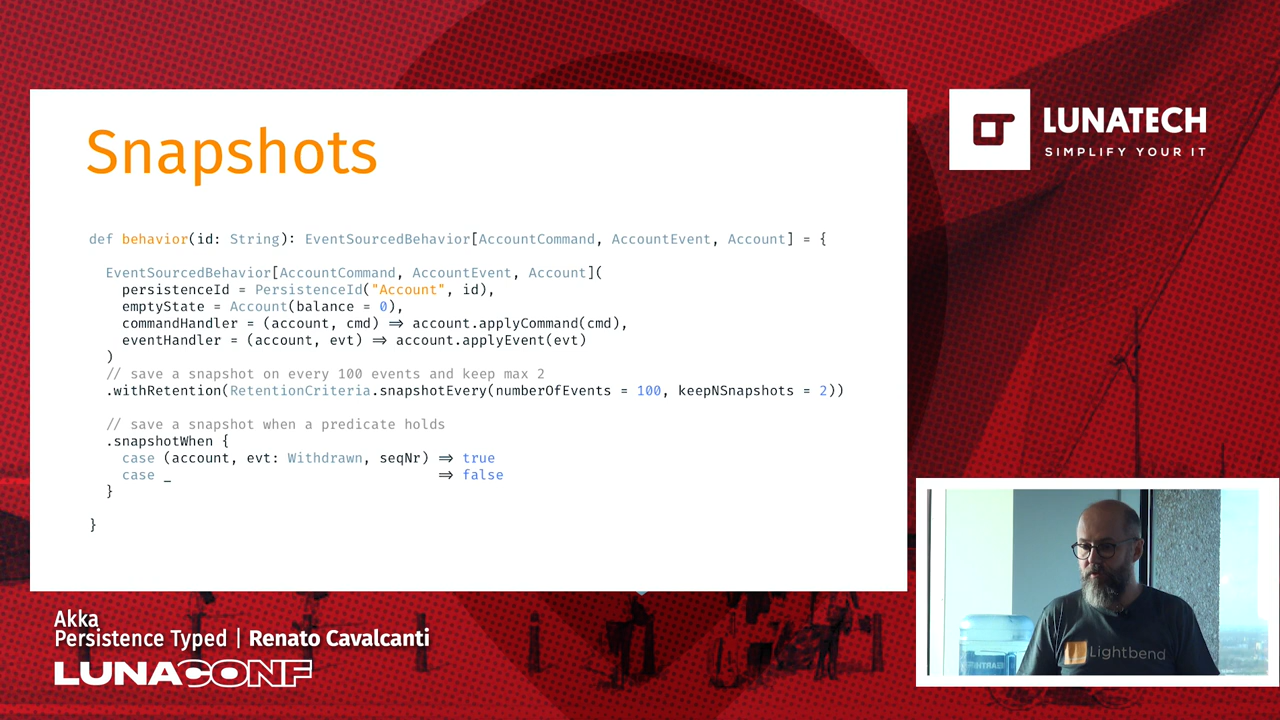 Snapshots
def behavior(id: String): EventSourcedBehavior[AccountCommand, AccountEvent, Account] = {
EventSourcedBehavior[AccountCommand, AccountEvent, Account](
persistenceId = PersistenceId("Account", id),
emptyState = Account(balance = 0),
commandHandler = (account, cmd) ⇒ account.applyCommand(cmd),
eventHandler = (account, evt) ⇒ account.applyEvent(evt)
)
// save a snapshot on every 100 events and keep max 2
.withRetention(RetentionCriteria.snapshotEvery(numberOfEvents = 100, keepNSnapshots = 2))
// save a snapshot when a predicate holds
.snapshotWhen {
case (account, evt: Withdrawn, seqNr) ⇒ true
case _ ⇒ false
}
}
LUNATECH
SIMPLIFY YOUR IT
Lightbend
Akka
Persistence Typed | Renato Cavalcanti
LUNACONF